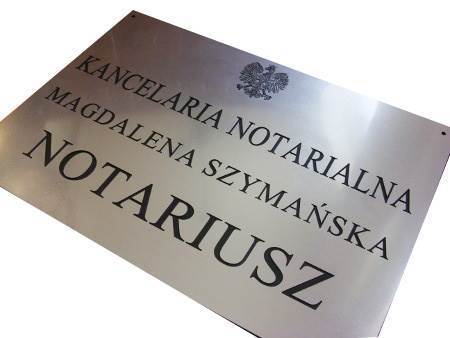 KANCELARIA NOTARIALNA
MAGDALENA SZYMAŃSKA
NOTARIUSZ